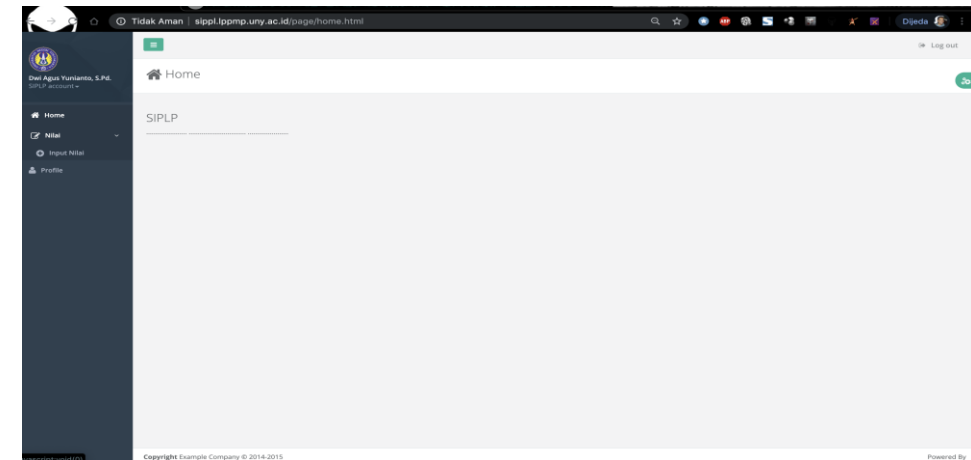 Tidak Aman | sippl.lppmp.uny.ac.id/page/home.html
Dijeda
Log out
Dwi Agus Yunianto, S.Pd.
SIPLP account
Home
Home
SIPLP
Nilai
Input Nilai
Profile
Copyright Example Company © 2014-2015
Powered By